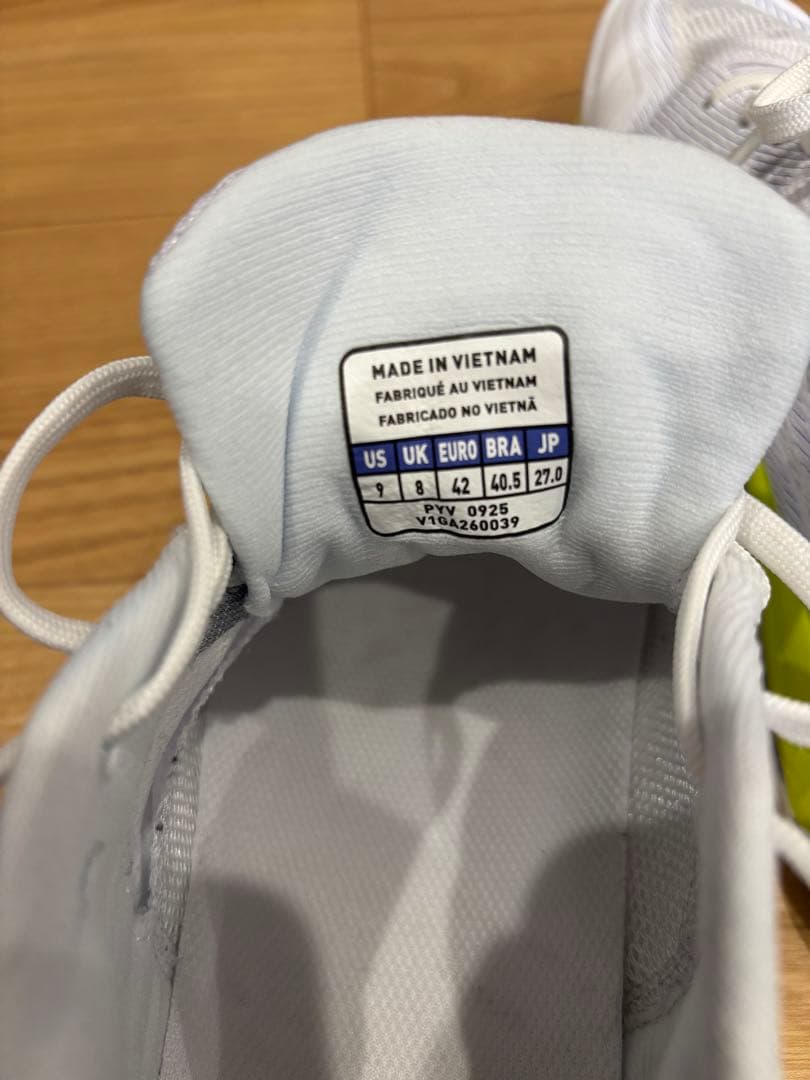 MADE IN VIETNAM
FABRIQUÉ AU VIETNAM
FABRICADO NO VIETNÃ
US UK EURO BRA JP
9 8 42 40.5 27.0
PYV 0925
V1GA260039